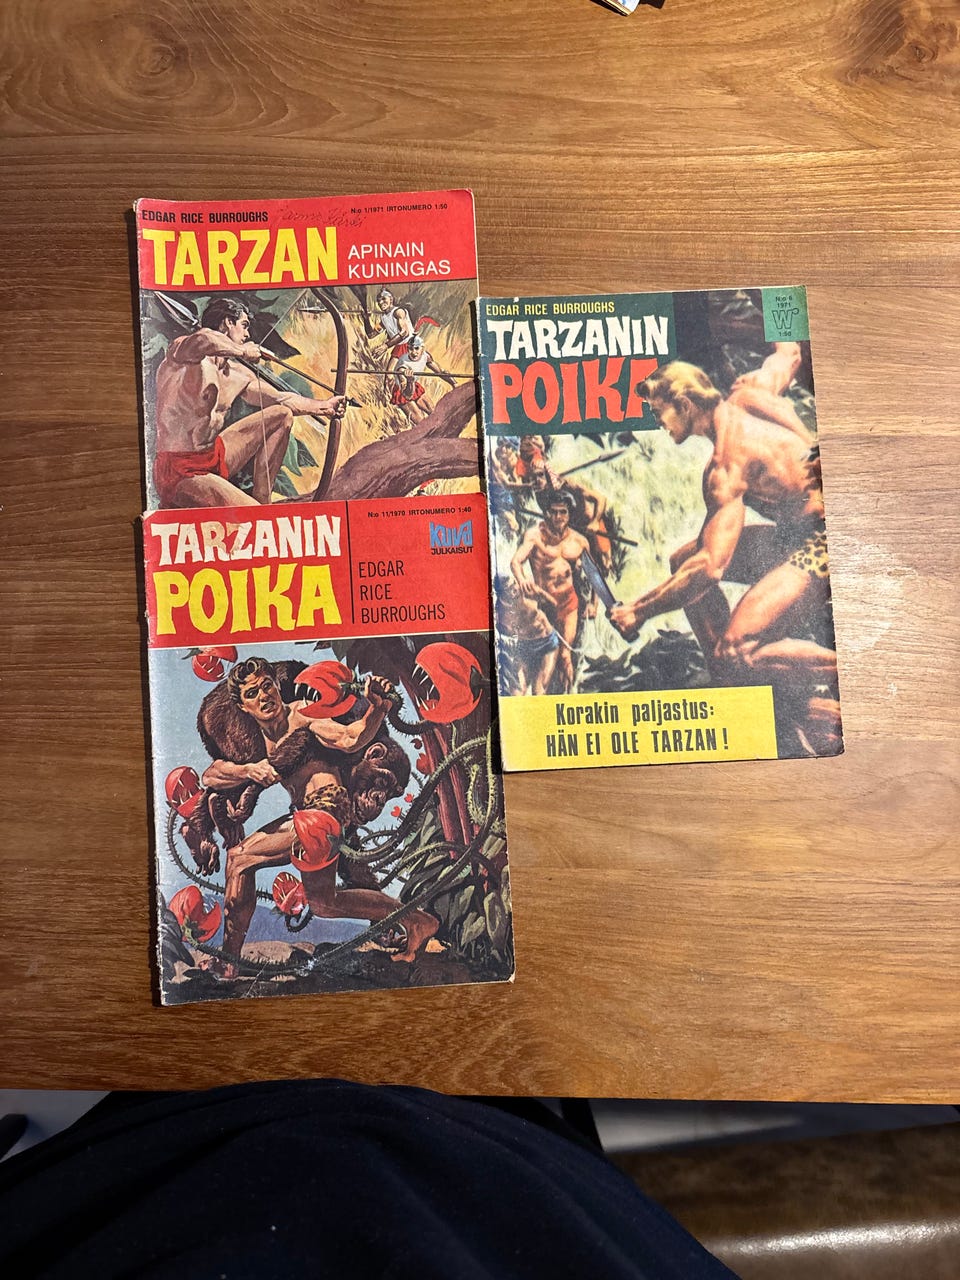 EDGAR RICE BURROUGHS
N:o 1/1971 IRTONUMERO 1:50
TARZAN
APINAIN
KUNINGAS
EDGAR RICE BURROUGHS
TARZANIN
POIKA
N:o 6
1971
W
1:50
Korakin paljastus:
HÄN EI OLE TARZAN!
TARZANIN
POIKA
N:o 11/1970 IRTONUMERO 1:40
kuva
JULKAISUT
EDGAR
RICE
BURROUGHS